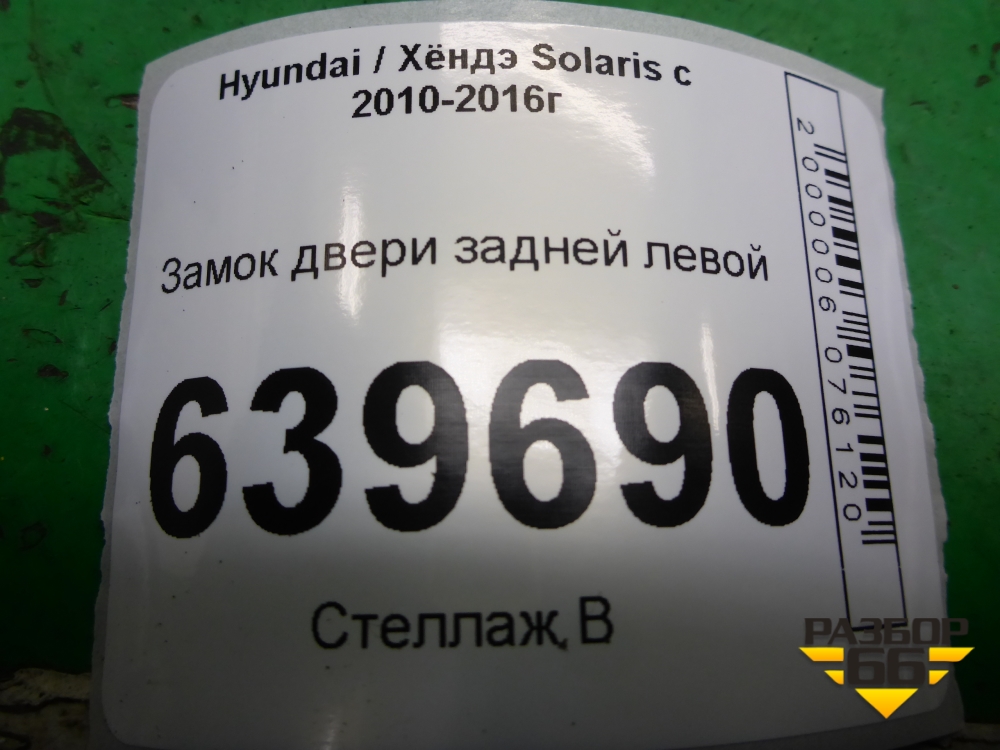 Hyundai / Хёндэ Solaris с
2010-2016г
Замок двери задней левой
639690
Стеллаж В
2000006076120
РАЗБОР
66